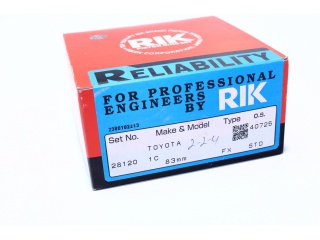 RIK
RELIABILITY
FOR PROFESSIONAL
ENGINEERS
BY RIK
Set No. Make & Model Type O.S.
TOYOTA 2-2-4 40725
28120 1C 83mm FX STD